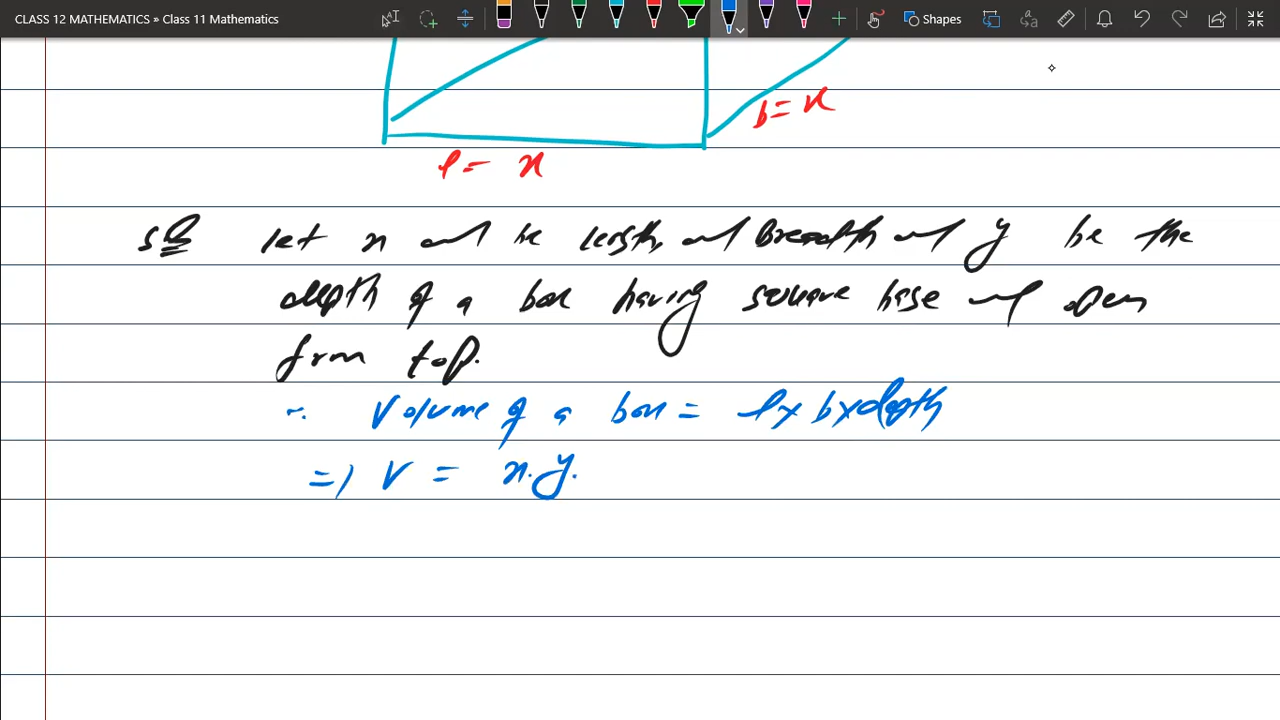 CLASS 12 MATHEMATICS » Class 11 Mathematics
Shapes
b = x
l = x
Sol let x and be length and Breadth and y be the
depth of a box having square base and open
from top.
∴ Volume of a box = l x b x depth
=) V = x.y.